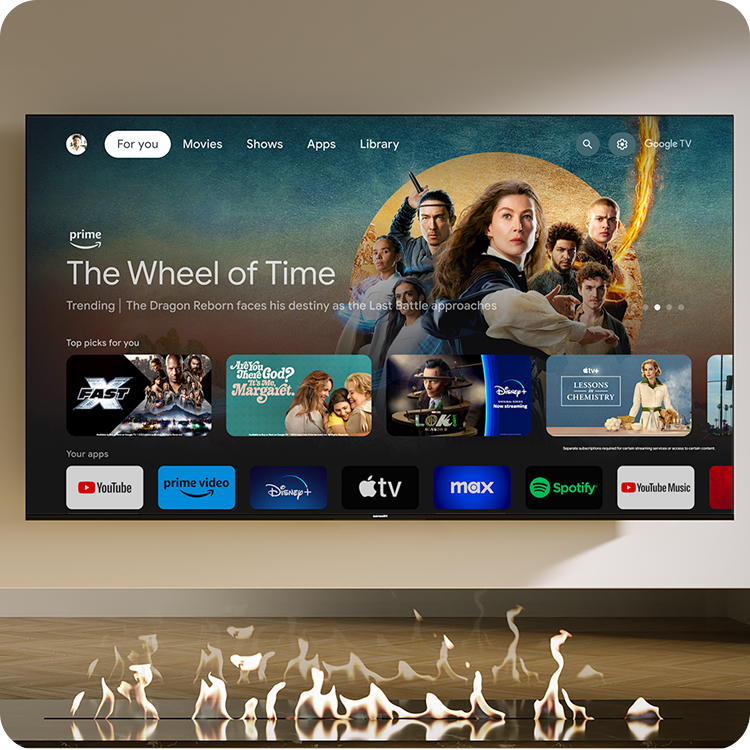 For you
Movies
Shows
Apps
Library
Google TV
prime
The Wheel of Time
Trending | The Dragon Reborn faces his destiny as the Last Battle approaches
Top picks for you
FAST X
Are You There God?
It's Me,
Margaret.
LOKI
Disney+
ORIGINAL SERIES
Now streaming
tv+
LESSONS
IN
CHEMISTRY
Separate subscriptions required for certain streaming services or access to certain content.
Your apps
YouTube
prime video
Disney+
tv
max
Spotify
YouTube Music